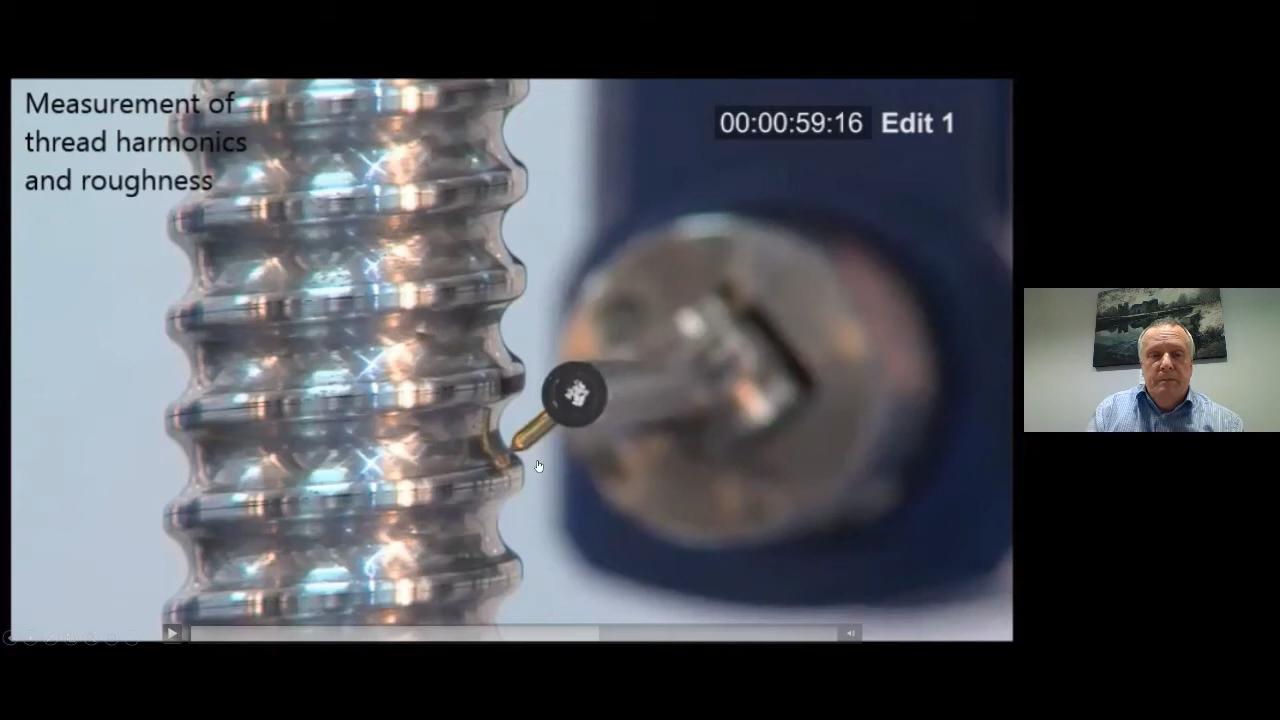 Measurement of
thread harmonics
and roughness
00:00:59:16 Edit 1